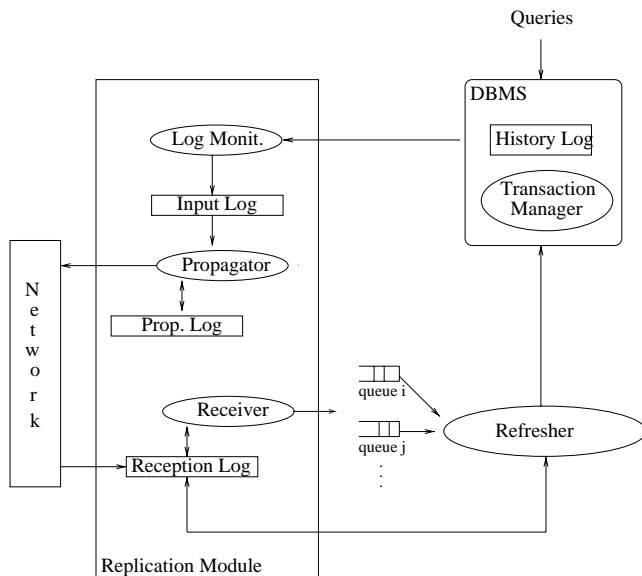 Queries
DBMS
History Log
Transaction
Manager
Log Monit.
Input Log
Propagator
Prop. Log
Network
Receiver
Reception Log
queue i
queue j
Refresher
Replication Module